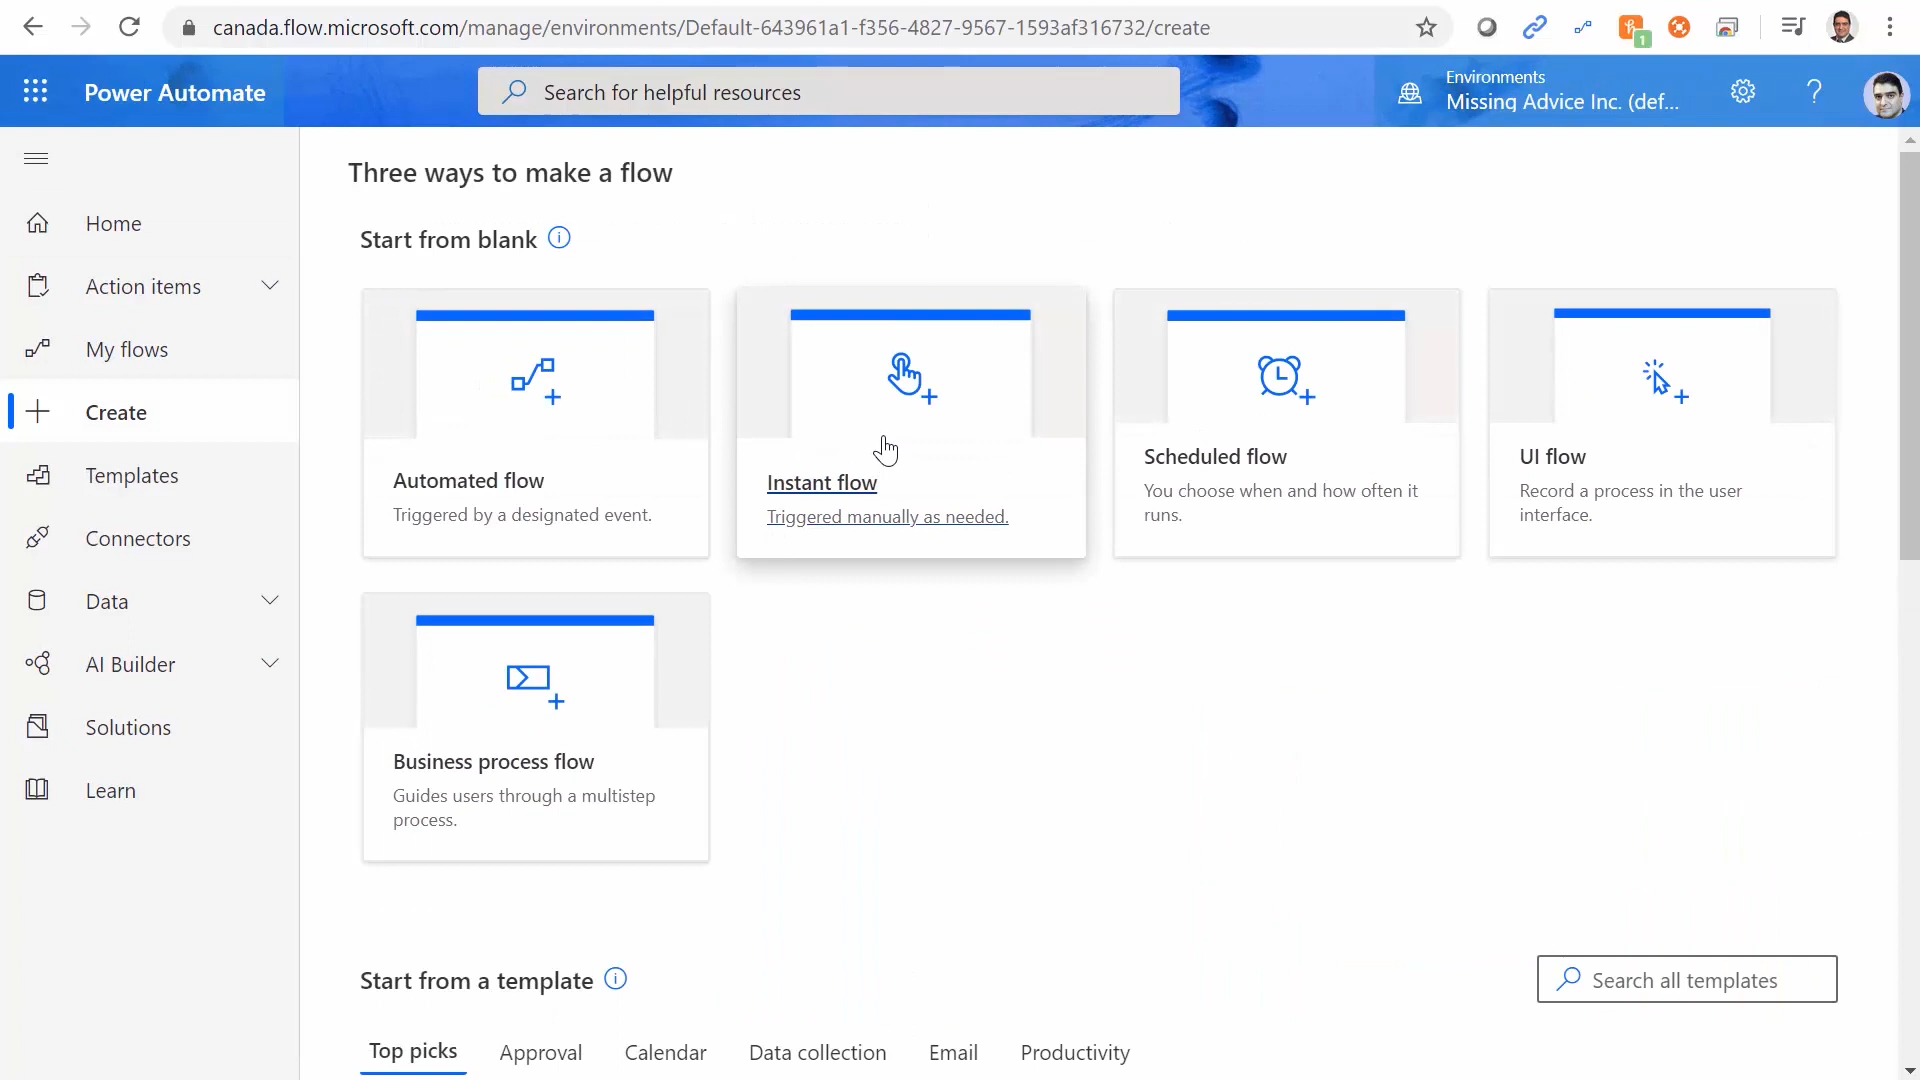 canada.flow.microsoft.com/manage/environments/Default-643961a1-f356-4827-9567-1593af316732/create
1
Power Automate
Search for helpful resources
Environments
Missing Advice Inc. (def...
?
Home
Action items
My flows
Create
Templates
Connectors
Data
AI Builder
Solutions
Learn
Three ways to make a flow
Start from blank
Automated flow
Triggered by a designated event.
Instant flow
Triggered manually as needed.
Scheduled flow
You choose when and how often it
runs.
UI flow
Record a process in the user
interface.
Business process flow
Guides users through a multistep
process.
Start from a template
Search all templates
Top picks
Approval
Calendar
Data collection
Email
Productivity